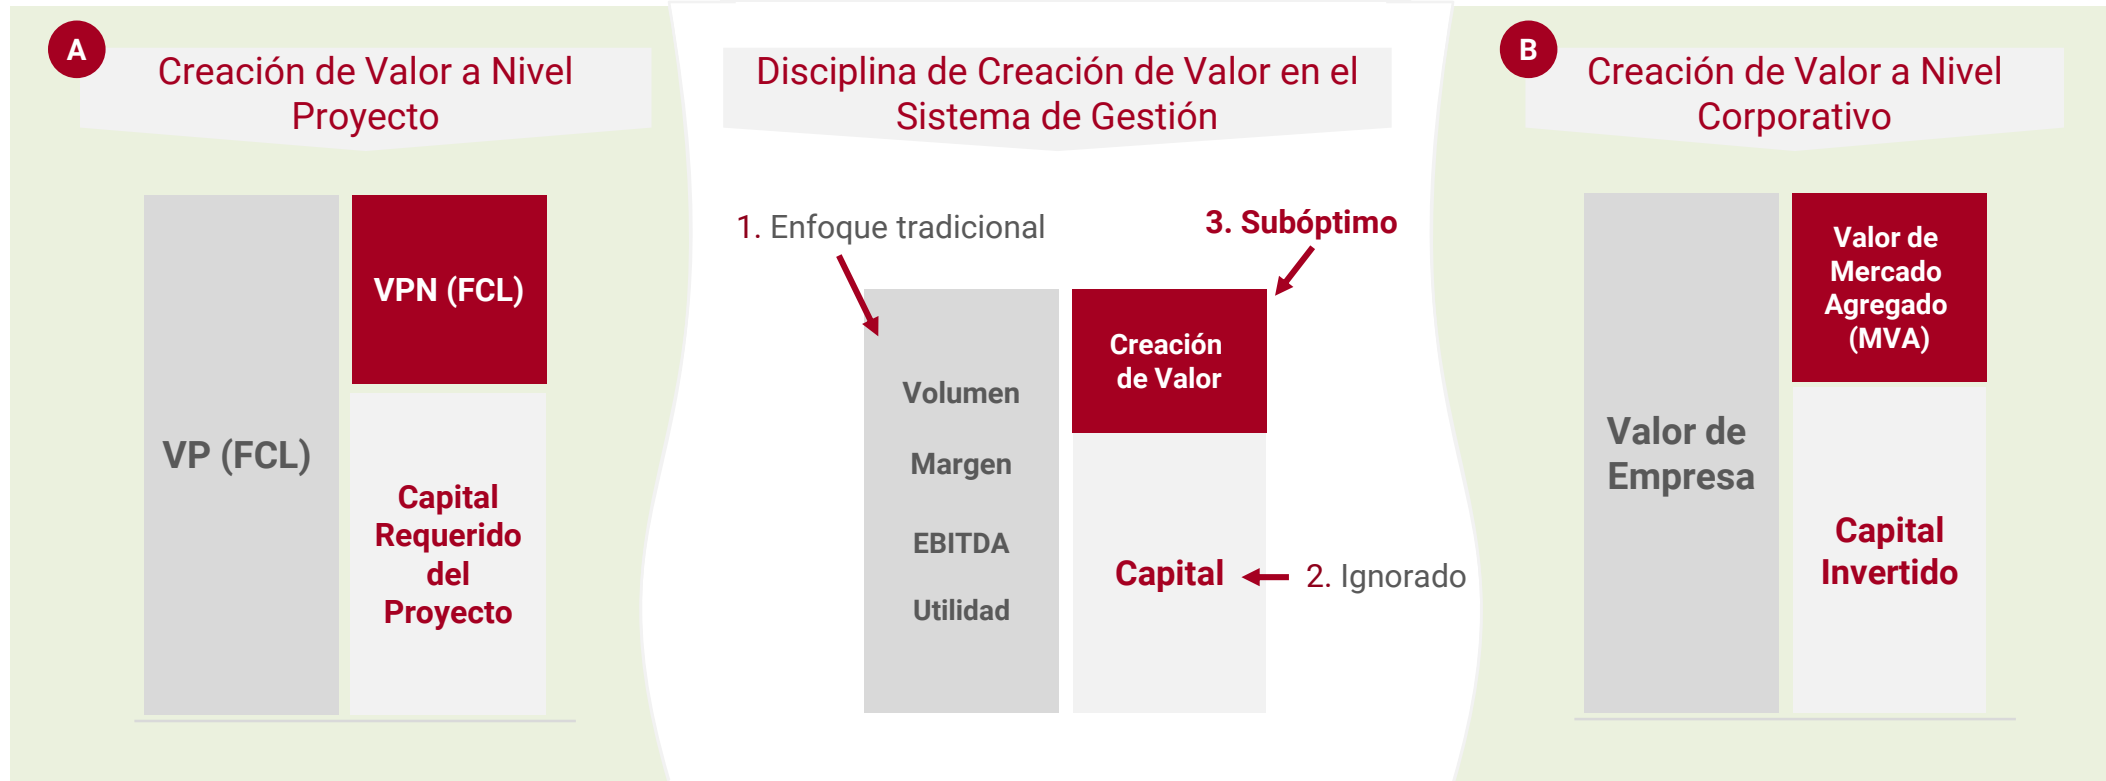 A
Creación de Valor a Nivel
Proyecto
VP (FCL)
VPN (FCL)
Capital
Requerido
del
Proyecto
Disciplina de Creación de Valor en el
Sistema de Gestión
1. Enfoque tradicional
3. Subóptimo
Volumen
Margen
EBITDA
Utilidad
Creación
de Valor
Capital
2. Ignorado
B
Creación de Valor a Nivel
Corporativo
Valor de
Empresa
Valor de
Mercado
Agregado
(MVA)
Capital
Invertido